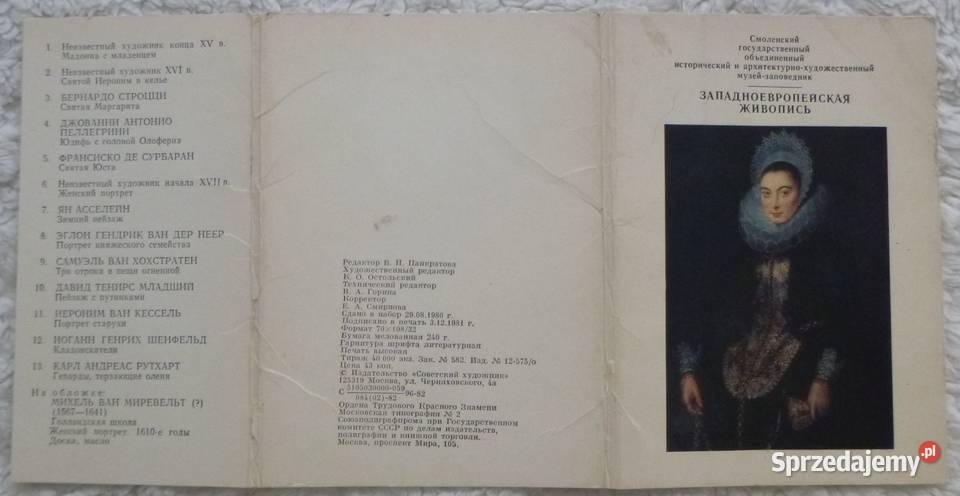 1. Неизвестный художник конца XV в.
Мадонна с младенцем
2. Неизвестный художник XVI в.
Святой Иероним в келье
3. БЕРНАРДО СТРОЦЦИ
Святая Маргарита
4. ДЖОВАННИ АНТОНИО
ПЕЛЛЕГРИНИ
Юдифь с головой Олоферна
5. ФРАНСИСКО ДЕ СУРБАРАН
Святая Юста
6. Неизвестный художник начала XVII в.
Женский портрет
7. ЯН АССЕЛЕЙН
Зимний пейзаж
8. ЭГЛОН ГЕНДРИК ВАН ДЕР НЕЕР
Портрет княжеского семейства
9. САМУЭЛЬ ВАН ХОХСТРАТЕН
Три отрока в пещи огненной
10. ДАВИД ТЕНИРС МЛАДШИЙ
Пейзаж с путниками
11. ИЕРОНИМ ВАН КЕССЕЛЬ
Портрет старухи
12. ИОГАНН ГЕНРИХ ШЕНФЕЛЬД
Кладоискатели
13. КАРЛ АНДРЕАС РУТХАРТ
Гепарды, терзающие оленя
На обложке:
МИХЕЛЬ ВАН МИРЕВЕЛЬТ (?)
(1567—1641)
Голландская школа
Женский портрет. 1610-е годы
Доска, масло
Редактор В. Н. Панкратова
Художественный редактор
К. О. Остольский
Технический редактор
В. А. Горина
Корректор
Е. А. Смирнова
Сдано в набор 29.08.1980 г.
Подписано в печать 3.12.1981 г.
Формат 70×108/32
Бумага мелованная 240 г.
Гарнитура шрифта литературная
Печать высокая
Тираж 40 000 экз. Зак. № 582. Изд. № 12-575/о
Цена 43 коп.
© Издательство «Советский художник»
125319 Москва, ул. Черняховского, 4а
С 5105030000-059
084(02)-82 96-82
Ордена Трудового Красного Знамени
Московская типография № 2
Союзполиграфпрома при Государственном
комитете СССР по делам издательств,
полиграфии и книжной торговли.
Москва, проспект Мира, 105.
Смоленский
государственный
объединенный
исторический и архитектурно-художественный
музей-заповедник
ЗАПАДНОЕВРОПЕЙСКАЯ
ЖИВОПИСЬ
Sprzedajemy.pl